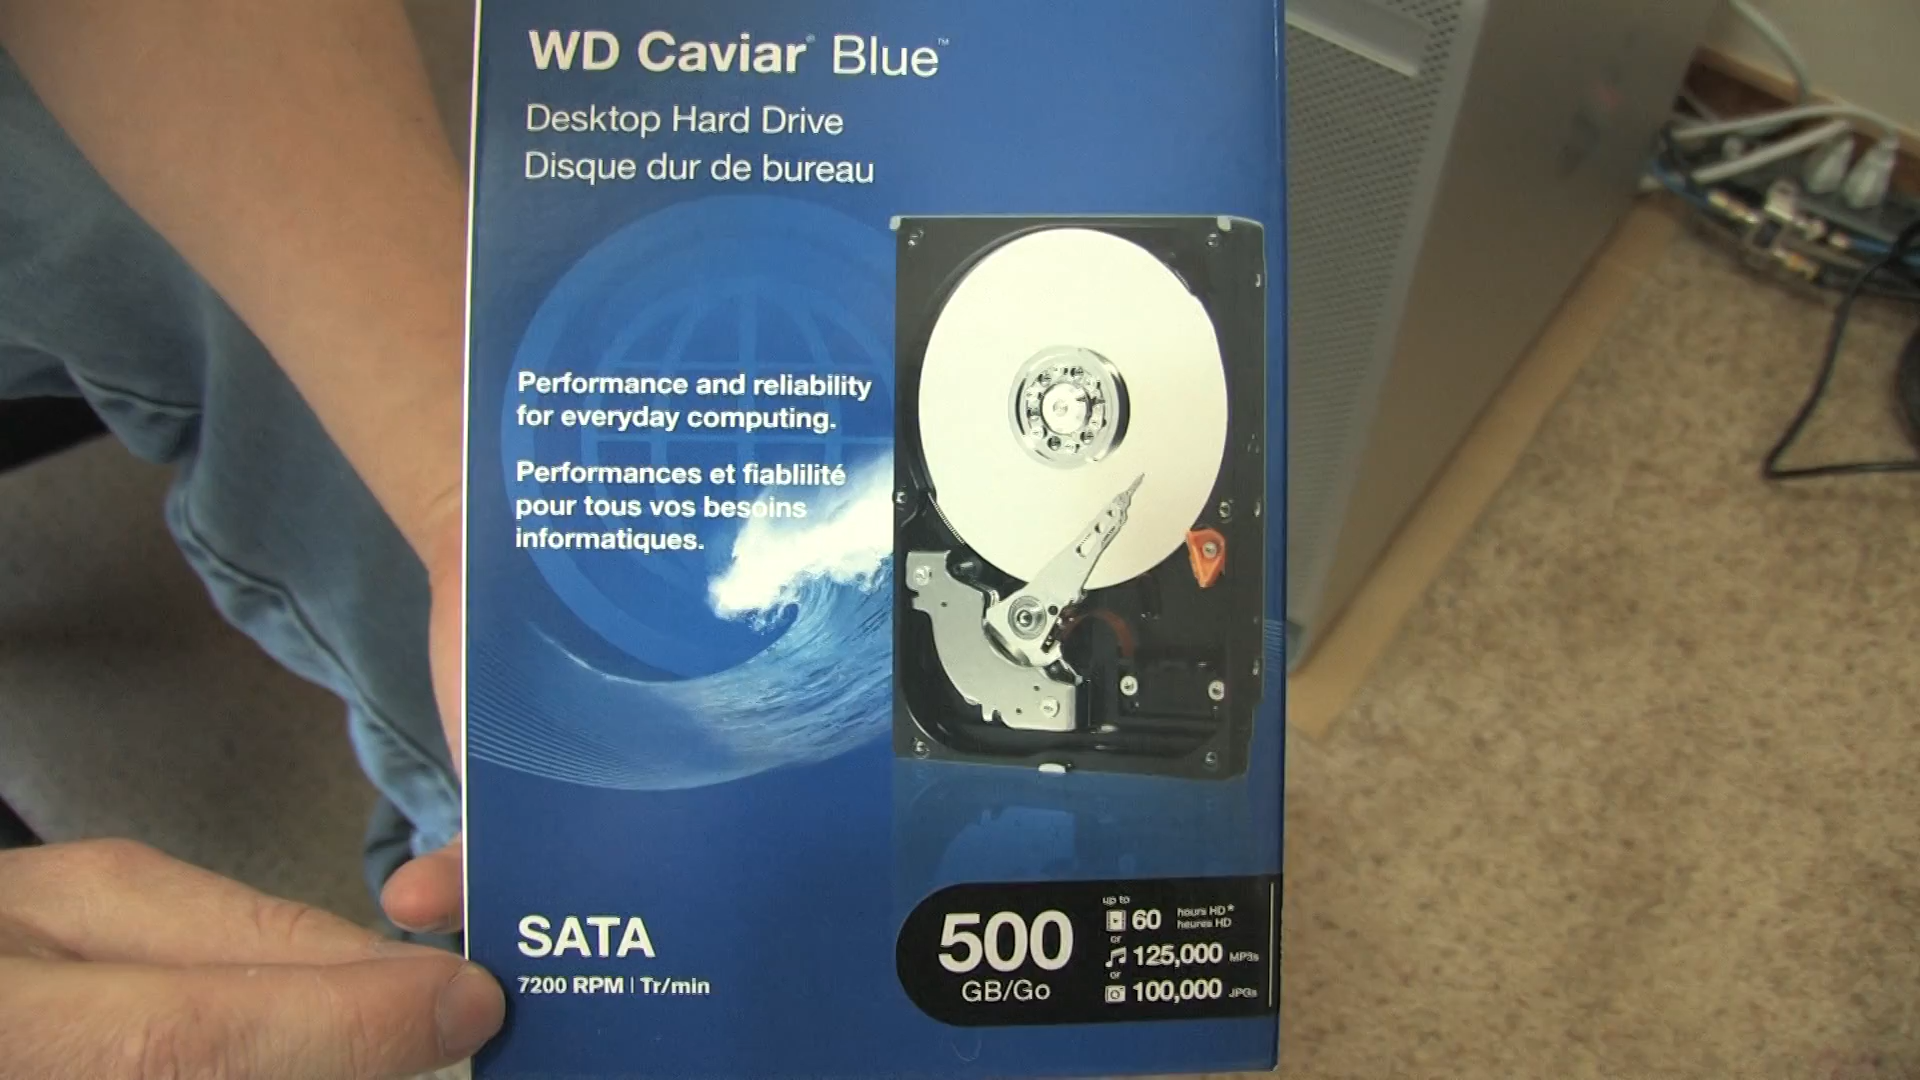 WD Caviar® Blue™
Desktop Hard Drive
Disque dur de bureau
Performance and reliability
for everyday computing.
Performances et fiablilité
pour tous vos besoins
informatiques.
SATA
7200 RPM | Tr/min
500
GB/Go
up to
60 hours HD*
heures HD
or
125,000 MP3s
or
100,000 JPGs